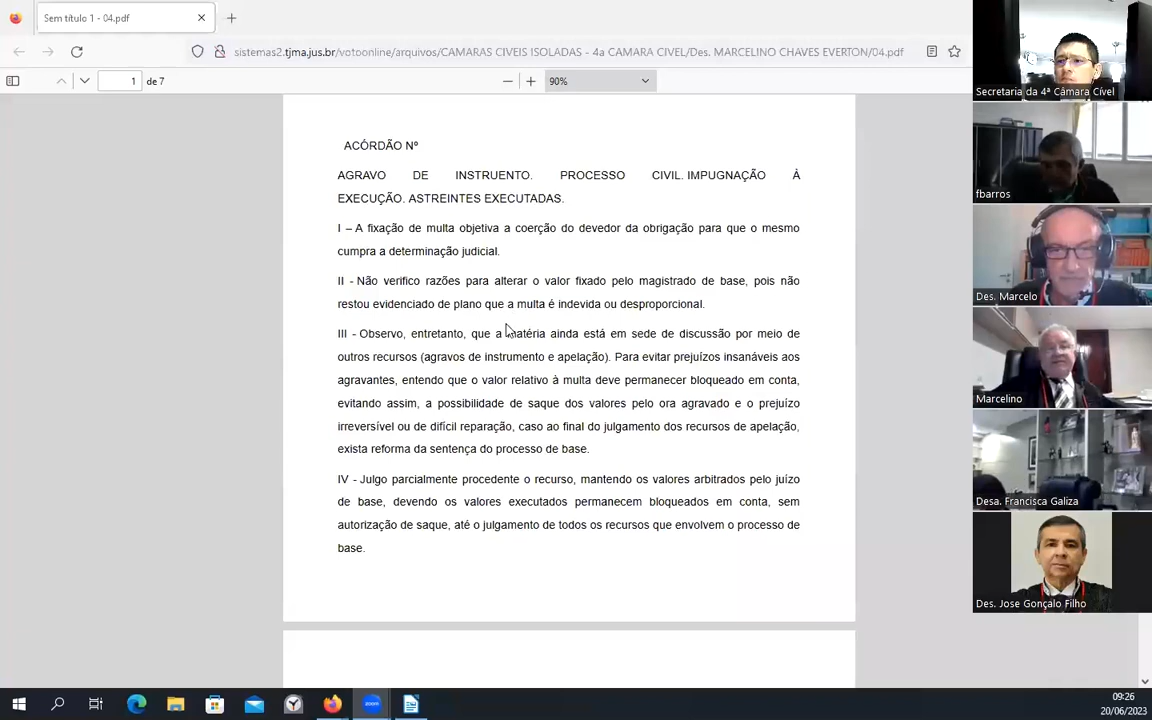 Sem título 1 - 04.pdf
sistemas2.tjma.jus.br/votoonline/arquivos/CAMARAS CIVEIS ISOLADAS - 4a CAMARA CIVEL/Des. MARCELINO CHAVES EVERTON/04.pdf
1 de 7
90%
ACÓRDÃO Nº
AGRAVO DE INSTRUENTO. PROCESSO CIVIL. IMPUGNAÇÃO À
EXECUÇÃO. ASTREINTES EXECUTADAS.
I – A fixação de multa objetiva a coerção do devedor da obrigação para que o mesmo
cumpra a determinação judicial.
II - Não verifico razões para alterar o valor fixado pelo magistrado de base, pois não
restou evidenciado de plano que a multa é indevida ou desproporcional.
III - Observo, entretanto, que a matéria ainda está em sede de discussão por meio de
outros recursos (agravos de instrumento e apelação). Para evitar prejuízos insanáveis aos
agravantes, entendo que o valor relativo à multa deve permanecer bloqueado em conta,
evitando assim, a possibilidade de saque dos valores pelo ora agravado e o prejuízo
irreversível ou de difícil reparação, caso ao final do julgamento dos recursos de apelação,
exista reforma da sentença do processo de base.
IV - Julgo parcialmente procedente o recurso, mantendo os valores arbitrados pelo juízo
de base, devendo os valores executados permanecem bloqueados em conta, sem
autorização de saque, até o julgamento de todos os recursos que envolvem o processo de
base.
Secretaria da 4ª Câmara Cível
fbarros
Des. Marcelo
Marcelino
Desa. Francisca Galiza
Des. Jose Gonçalo Filho
zoom
09:26
20/06/2023